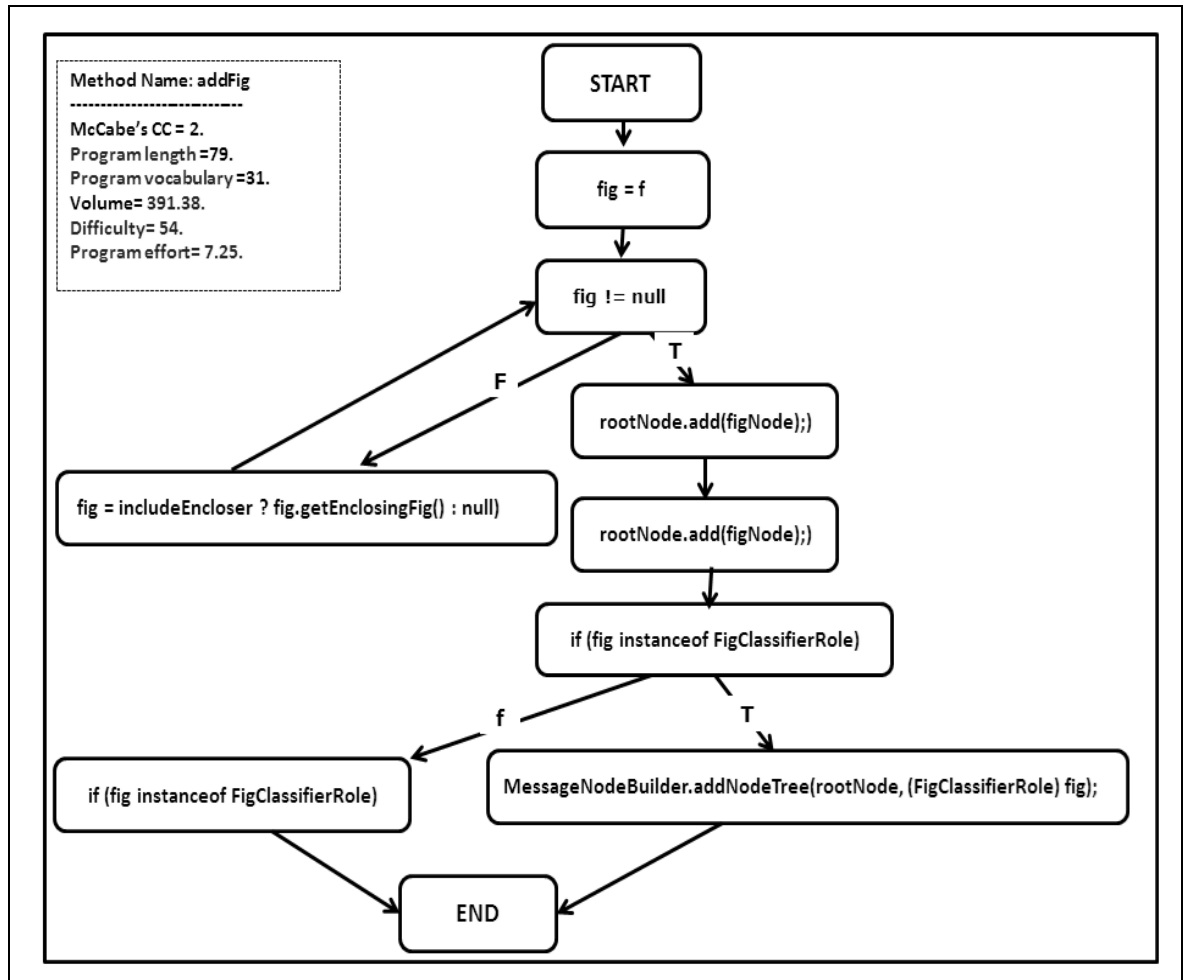 Method Name: addFig
-----------------------------
McCabe’s CC = 2.
Program length =79.
Program vocabulary =31.
Volume= 391.38.
Difficulty= 54.
Program effort= 7.25.
START
fig = f
fig != null
T
F
rootNode.add(figNode);)
fig = includeEncloser ? fig.getEnclosingFig() : null)
rootNode.add(figNode);)
if (fig instanceof FigClassifierRole)
f
T
if (fig instanceof FigClassifierRole)
MessageNodeBuilder.addNodeTree(rootNode, (FigClassifierRole) fig);
END